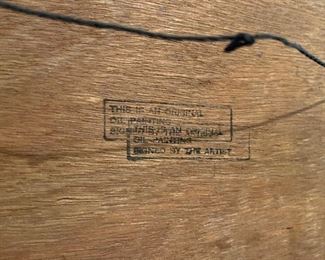 THIS IS AN ORIGINAL
OIL PAINTING
THIS IS AN ORIGINAL
OIL PAINTING
SIGNED BY THE ARTIST